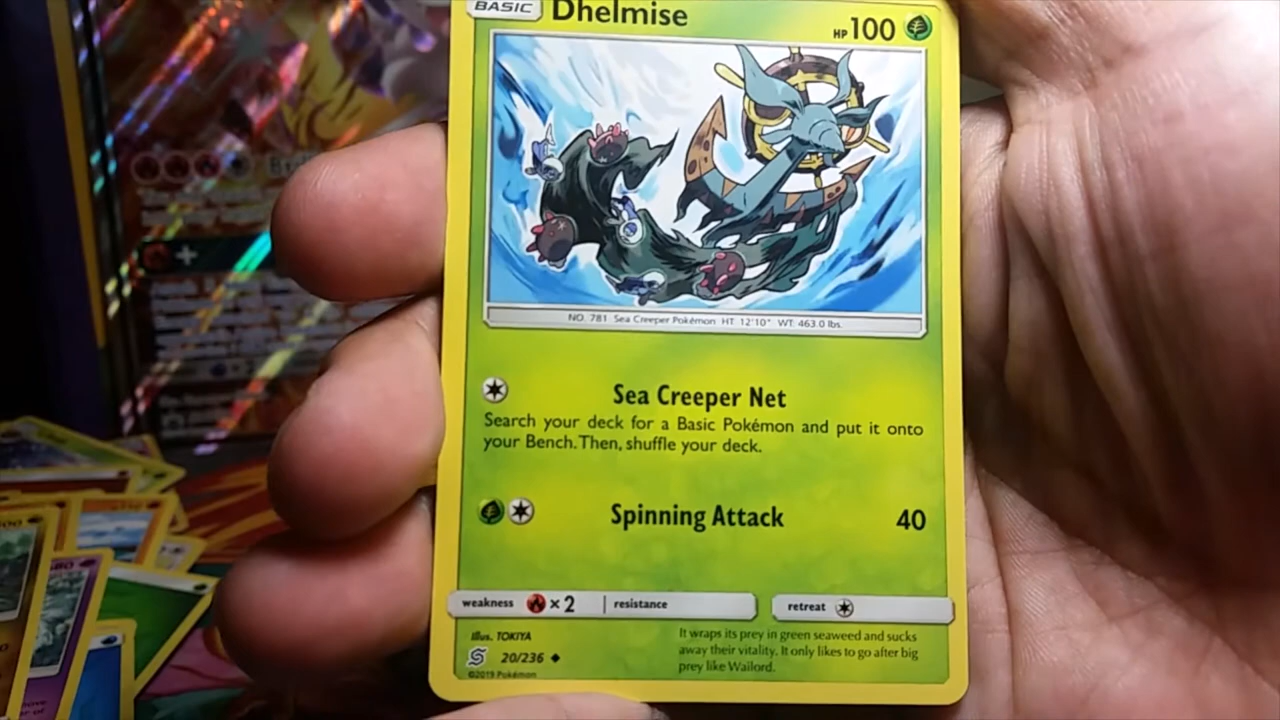 BASIC
Dhelmise
HP 100
NO. 781 Sea Creeper Pokémon HT 12'10" WT: 463.0 lbs.
Sea Creeper Net
Search your deck for a Basic Pokémon and put it onto
your Bench. Then, shuffle your deck.
Spinning Attack 40
weakness ×2 resistance retreat
Illus. TOKIYA
20/236
©2019 Pokémon
It wraps its prey in green seaweed and sucks
away their vitality. It only likes to go after big
prey like Wailord.